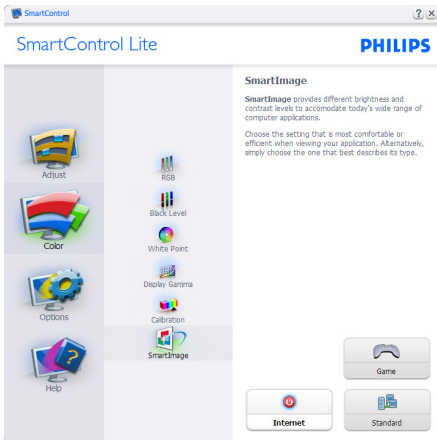 SmartControl
SmartControl Lite
PHILIPS
Adjust
Color
Options
Help
RGB
Black Level
White Point
Display Gamma
Calibration
SmartImage
SmartImage
SmartImage provides different brightness and
contrast levels to accomodate today's wide range of
computer applications.
Choose the setting that is most comfortable or
efficient when viewing your application. Alternatively,
simply choose the one that best describes its type.
Game
Internet
Standard